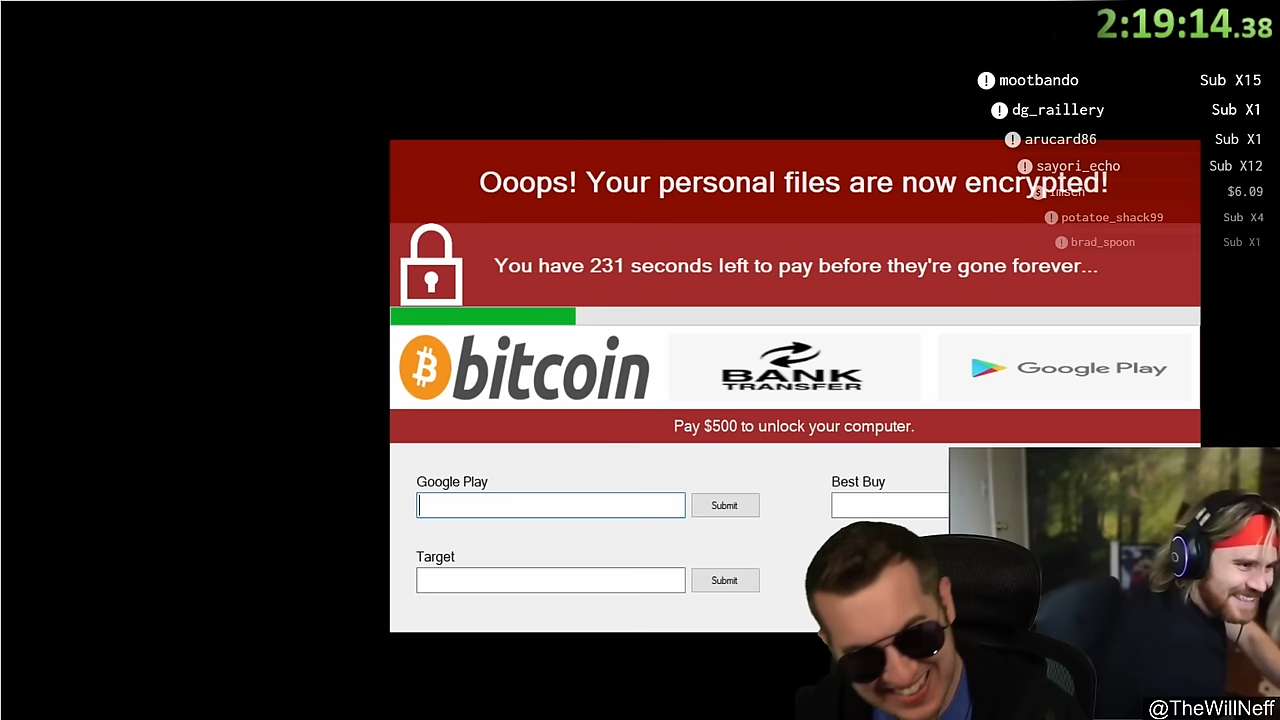 2:19:14.38
mootbando Sub X15
dg_raillery Sub X1
arucard86 Sub X1
sayori_echo Sub X12
$6.09
potatoe_shack99 Sub X4
brad_spoon Sub X1
Ooops! Your personal files are now encrypted!
You have 231 seconds left to pay before they're gone forever...
bitcoin
BANK
TRANSFER
Google Play
Pay $500 to unlock your computer.
Google Play
Submit
Best Buy
Target
Submit
@TheWillNeff